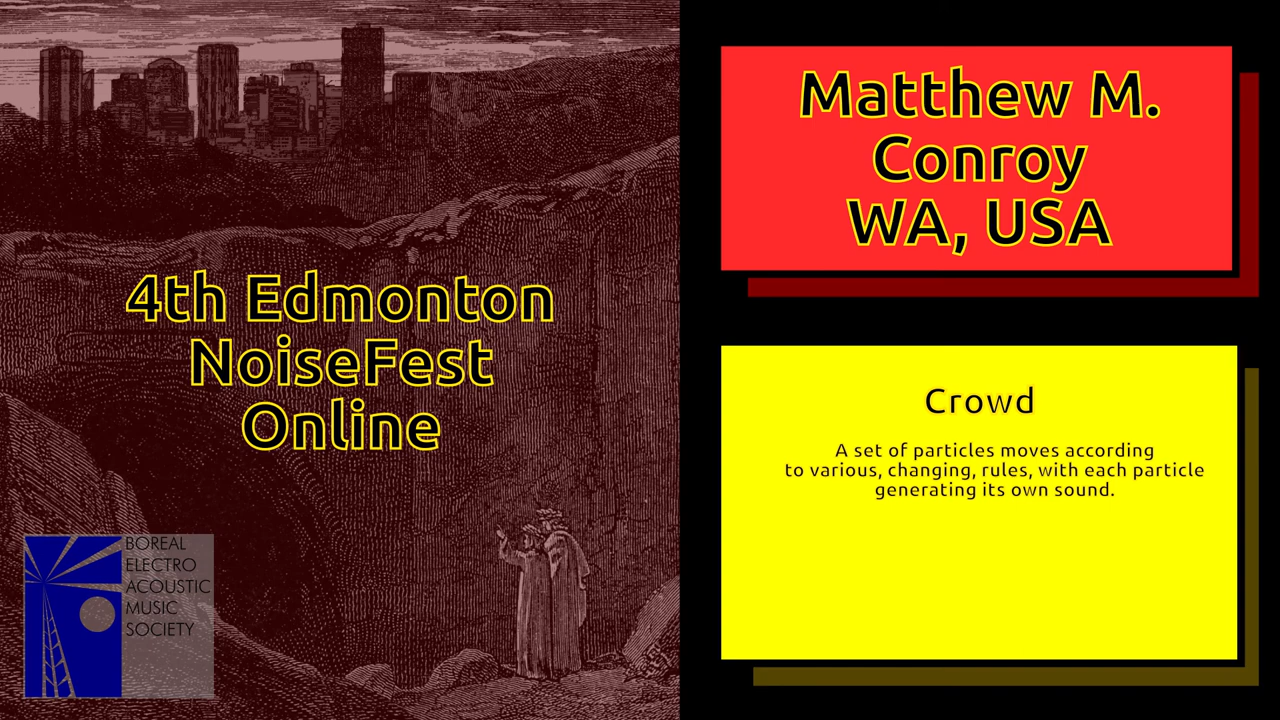 4th Edmonton
NoiseFest
Online
BOREAL
ELECTRO
ACOUSTIC
MUSIC
SOCIETY
Matthew M.
Conroy
WA, USA
Crowd
A set of particles moves according
to various, changing, rules, with each particle
generating its own sound.